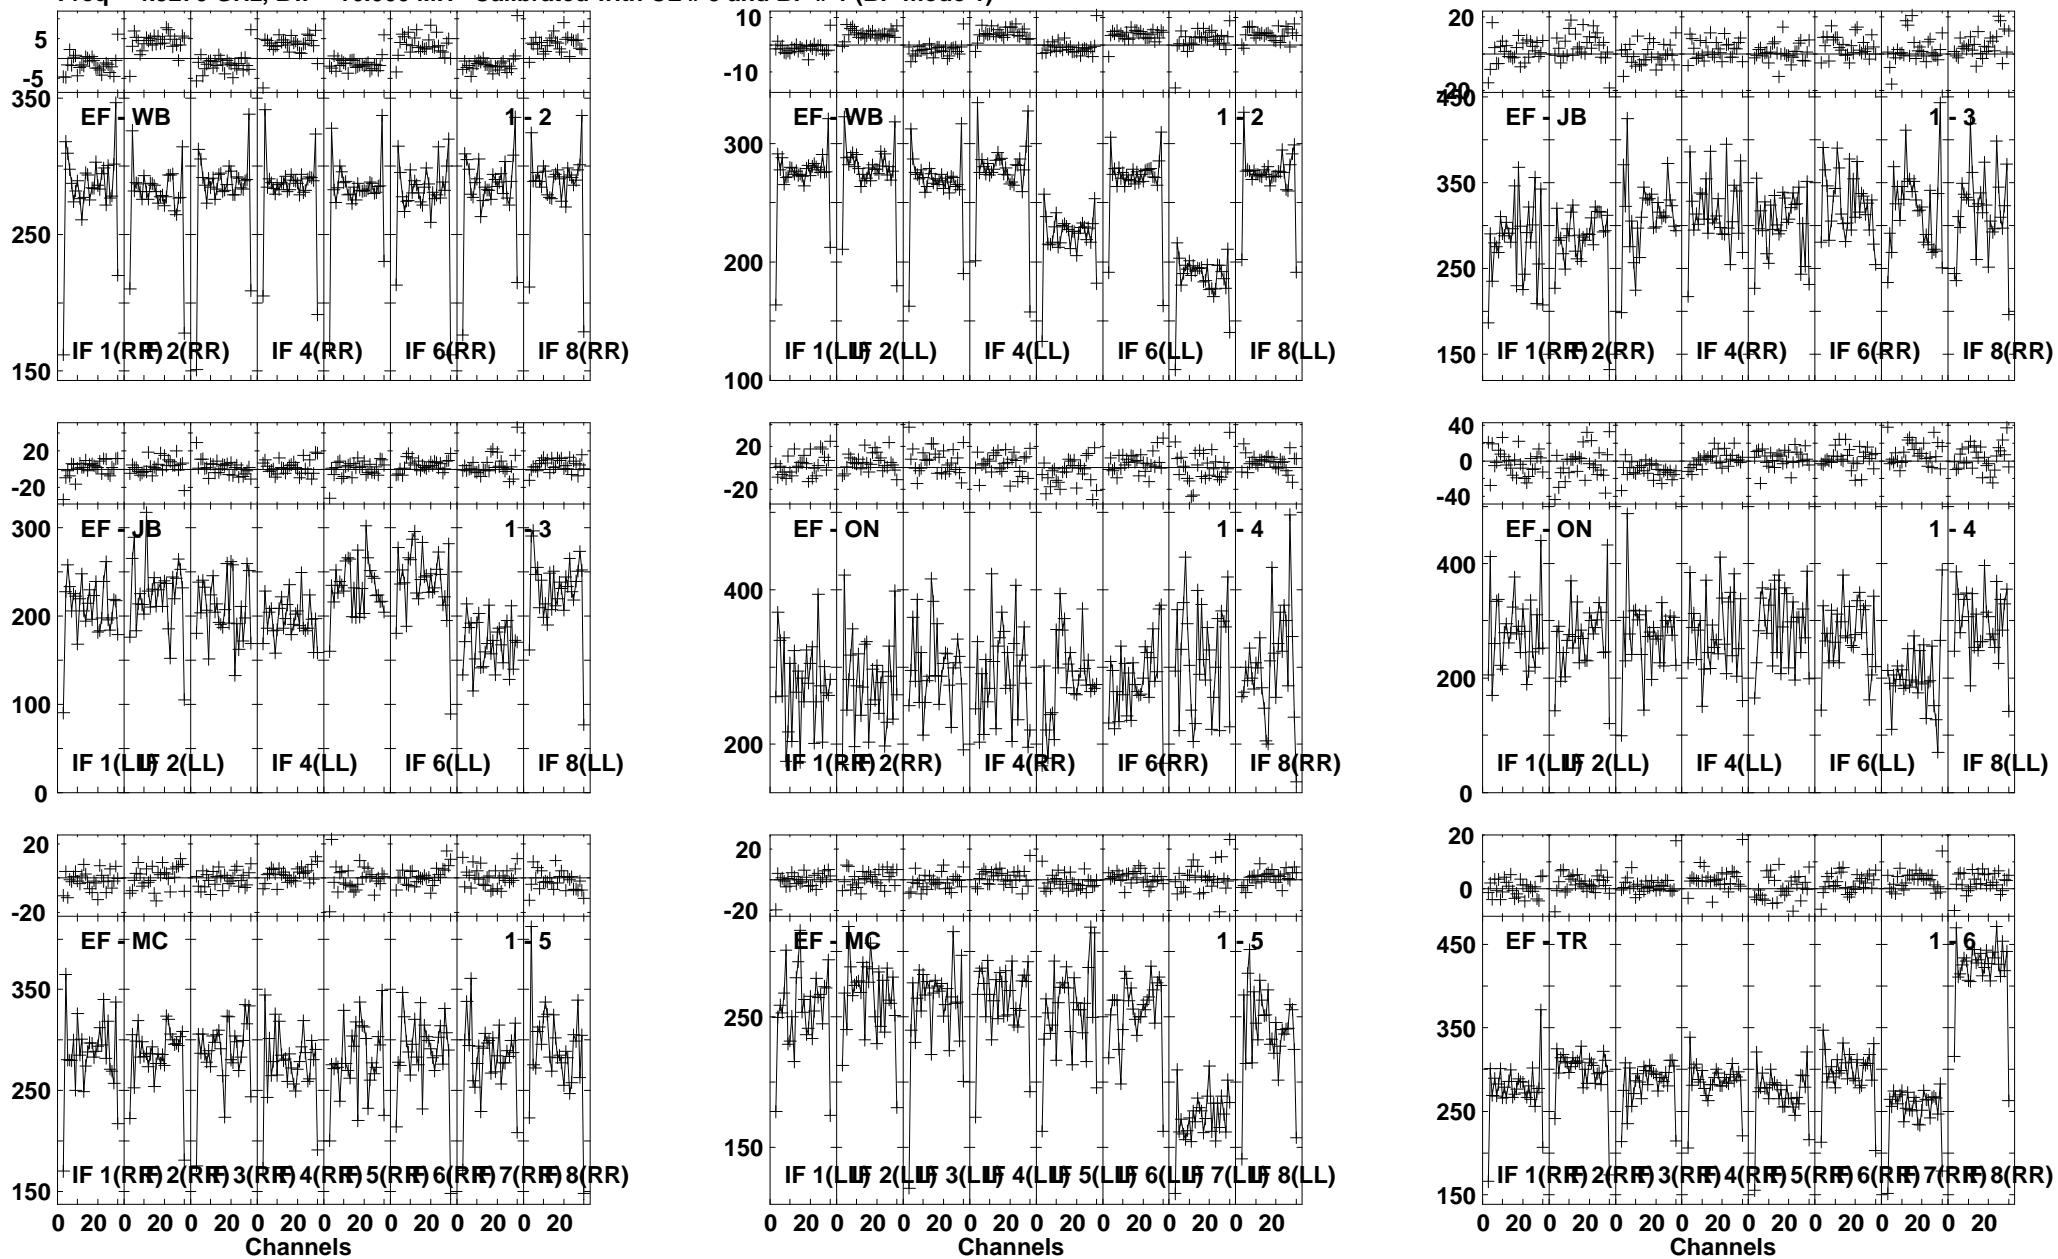 5
-5
350
250
150
EF - WB
1 - 2
IF 1(RR)
IF 2(RR)
IF 4(RR)
IF 6(RR)
IF 8(RR)
10
-10
300
200
100
EF - WB
1 - 2
IF 1(LL)
IF 2(LL)
IF 4(LL)
IF 6(LL)
IF 8(LL)
20
-20
450
350
250
150
EF - JB
1 - 3
IF 1(RR)
IF 2(RR)
IF 4(RR)
IF 6(RR)
IF 8(RR)
20
-20
300
200
100
0
EF - JB
1 - 3
IF 1(LL)
IF 2(LL)
IF 4(LL)
IF 6(LL)
IF 8(LL)
20
-20
400
200
EF - ON
1 - 4
IF 1(RR)
IF 2(RR)
IF 4(RR)
IF 6(RR)
IF 8(RR)
40
0
-40
400
200
0
EF - ON
1 - 4
IF 1(LL)
IF 2(LL)
IF 4(LL)
IF 6(LL)
IF 8(LL)
20
-20
350
250
150
EF - MC
1 - 5
IF 1(RR)
IF 2(RR)
IF 3(RR)
IF 4(RR)
IF 5(RR)
IF 6(RR)
IF 7(RR)
IF 8(RR)
0 20 0 20 0 20 0 20 0 20 0 20 0 20 0 20
Channels
20
-20
250
150
EF - MC
1 - 5
IF 1(LL)
IF 2(LL)
IF 3(LL)
IF 4(LL)
IF 5(LL)
IF 6(LL)
IF 7(LL)
IF 8(LL)
0 20 0 20 0 20 0 20 0 20 0 20 0 20 0 20
Channels
20
0
450
350
250
150
EF - TR
1 - 6
IF 1(RR)
IF 2(RR)
IF 3(RR)
IF 4(RR)
IF 5(RR)
IF 6(RR)
IF 7(RR)
IF 8(RR)
0 20 0 20 0 20 0 20 0 20 0 20 0 20 0 20
Channels